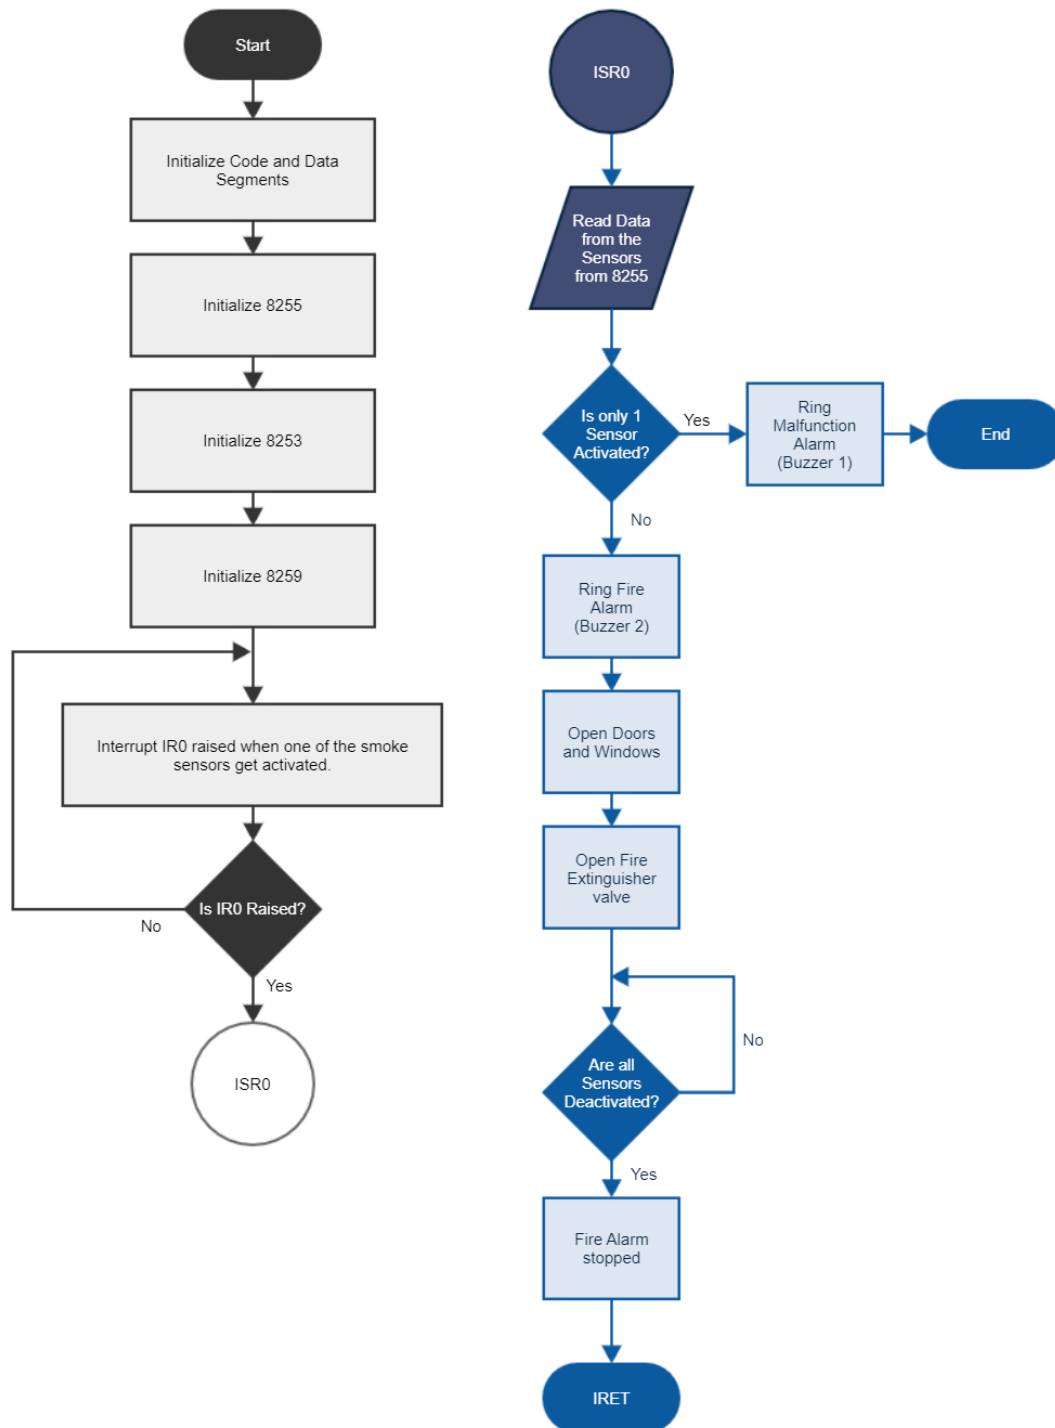 Start
Initialize Code and Data
Segments
Initialize 8255
Initialize 8253
Initialize 8259
Interrupt IR0 raised when one of the smoke
sensors get activated.
Is IR0 Raised?
No
Yes
ISR0
ISR0
Read Data
from the
Sensors
from 8255
Is only 1
Sensor
Activated?
Yes
Ring
Malfunction
Alarm
(Buzzer 1)
End
No
Ring Fire
Alarm
(Buzzer 2)
Open Doors
and Windows
Open Fire
Extinguisher
valve
Are all
Sensors
Deactivated?
No
Yes
Fire Alarm
stopped
IRET